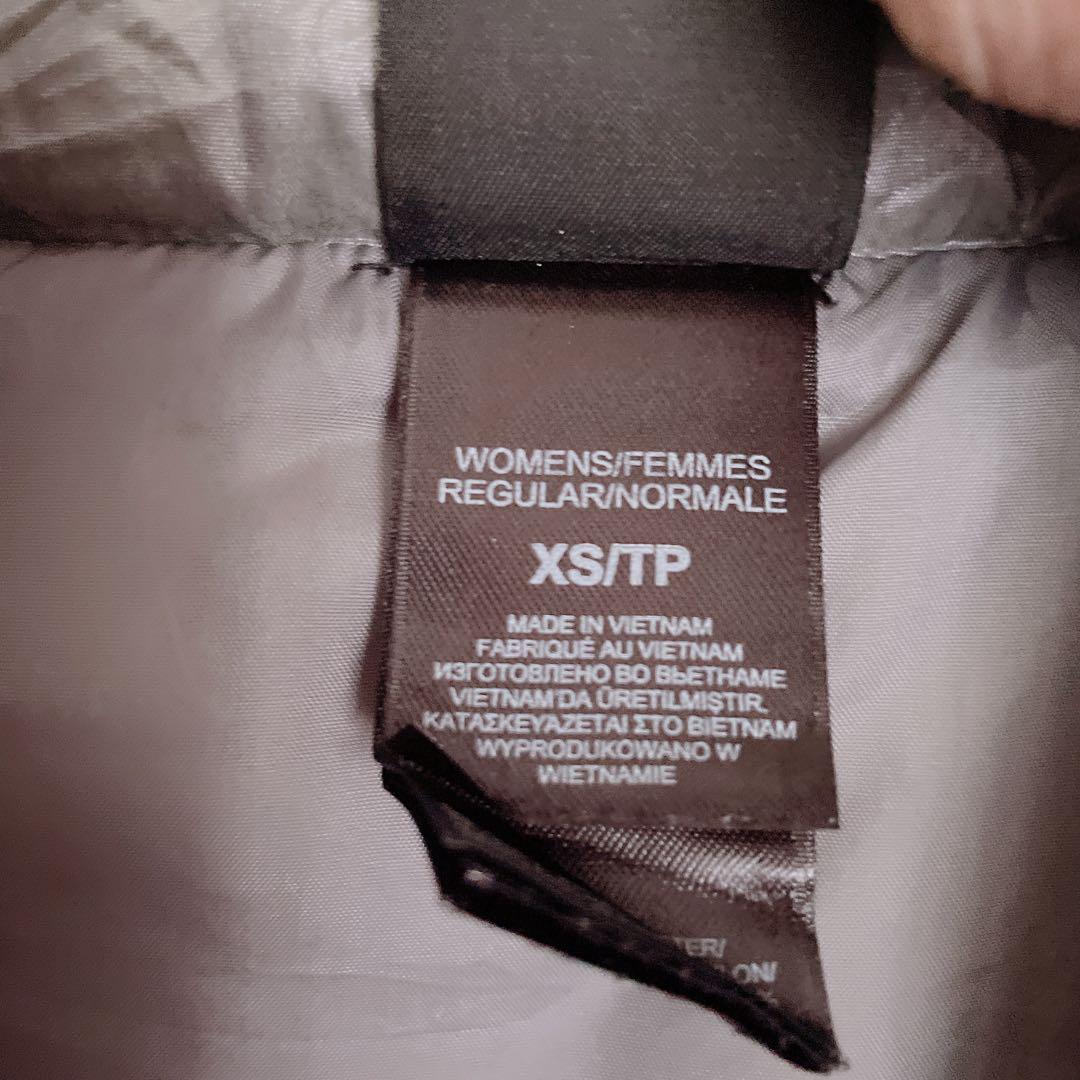 WOMENS/FEMMES
REGULAR/NORMALE
XS/TP
MADE IN VIETNAM
FABRIQUÉ AU VIETNAM
ИЗГОТОВЛЕНО ВО ВЬЕТНАМЕ
VIETNAM'DA ÜRETILMIŞTIR.
ΚΑΤΑΣΚΕΥΑΖΕΤΑΙ ΣΤΟ ΒΙΕΤΝΑΜ
WYPRODUKOWANO W
WIETNAMIE